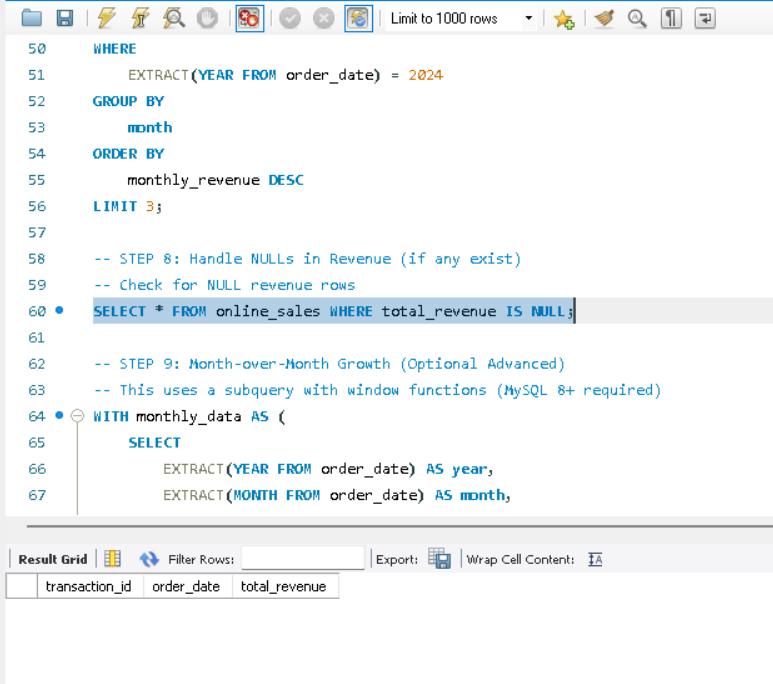 Limit to 1000 rows
50 WHERE
51 EXTRACT(YEAR FROM order_date) = 2024
52 GROUP BY
53 month
54 ORDER BY
55 monthly_revenue DESC
56 LIMIT 3;
57
58 -- STEP 8: Handle NULLs in Revenue (if any exist)
59 -- Check for NULL revenue rows
60 SELECT * FROM online_sales WHERE total_revenue IS NULL;
61
62 -- STEP 9: Month-over-Month Growth (Optional Advanced)
63 -- This uses a subquery with window functions (MySQL 8+ required)
64 WITH monthly_data AS (
65 SELECT
66 EXTRACT(YEAR FROM order_date) AS year,
67 EXTRACT(MONTH FROM order_date) AS month,
Result Grid Filter Rows: Export: Wrap Cell Content:
transaction_id order_date total_revenue